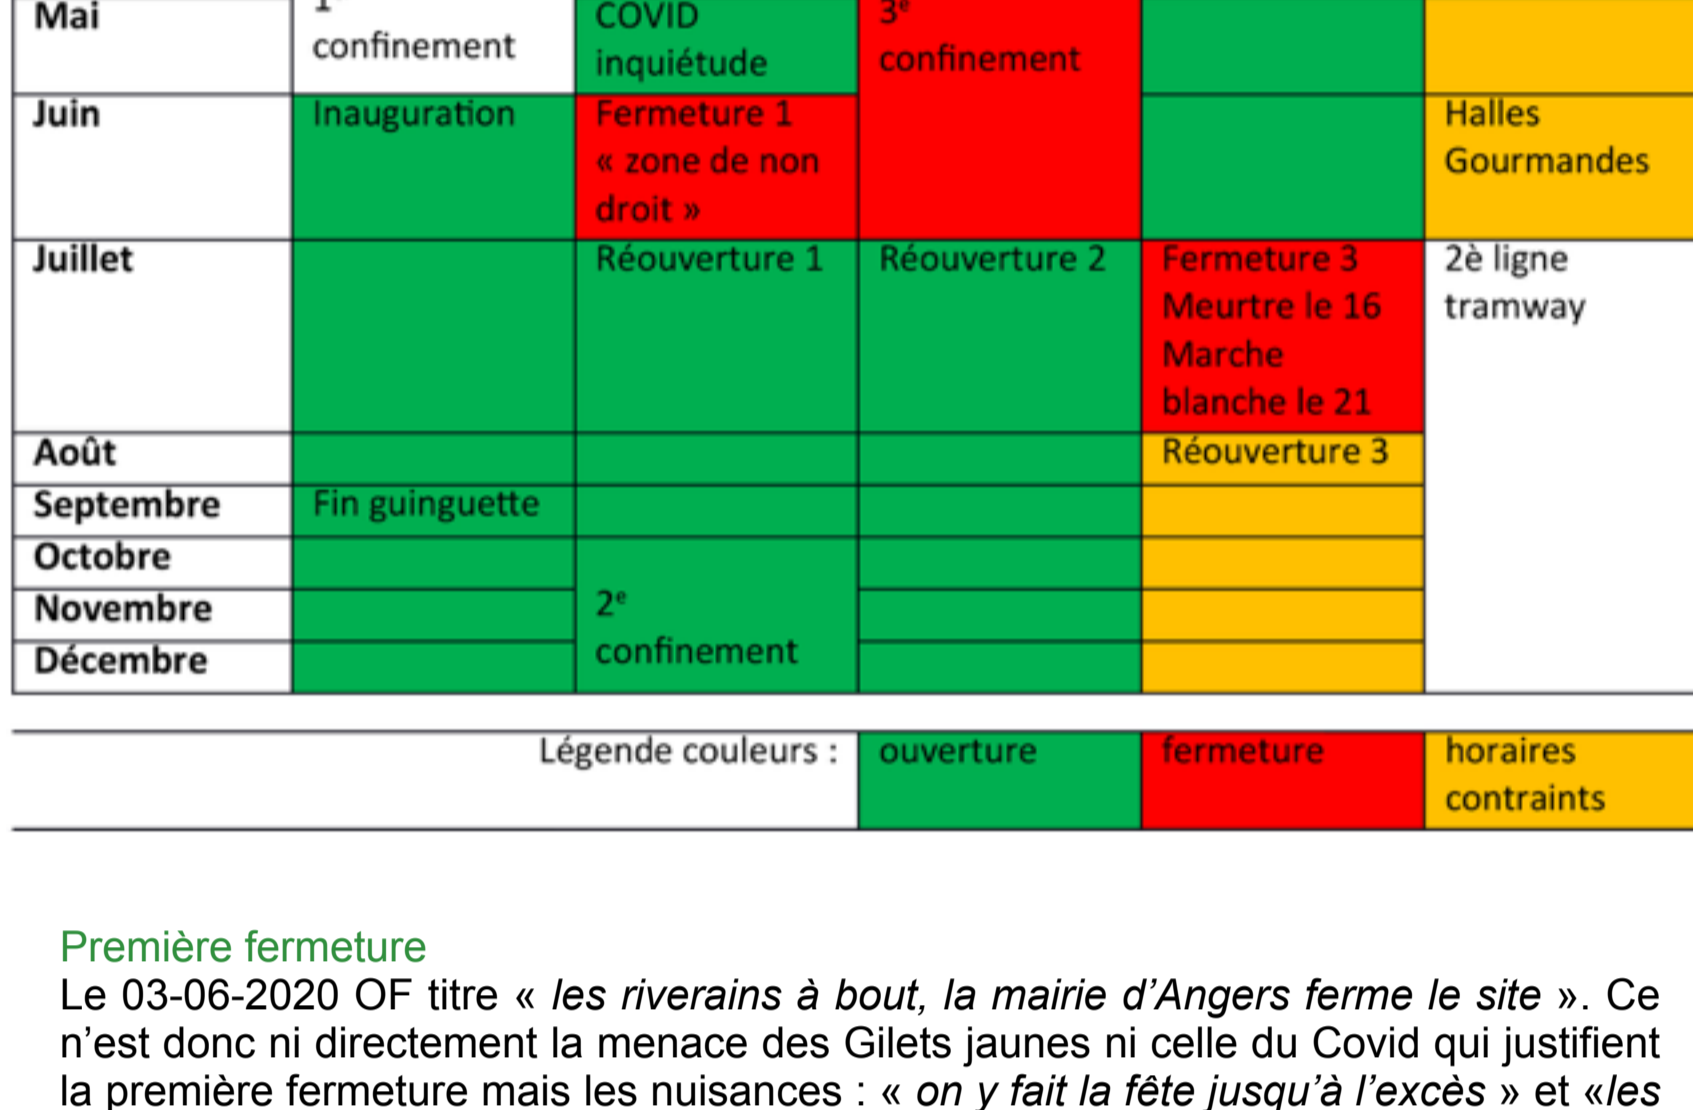 Mai
confinement
COVID
inquiétude
3e
confinement
Juin
Inauguration
Fermeture 1
« zone de non
droit »
Halles
Gourmandes
Juillet
Réouverture 1
Réouverture 2
Fermeture 3
Meurtre le 16
Marche
blanche le 21
2è ligne
tramway
Août
Réouverture 3
Septembre
Fin guinguette
Octobre
Novembre
2e
confinement
Décembre
Légende couleurs :
ouverture
fermeture
horaires
contraints
Première fermeture
Le 03-06-2020 OF titre « les riverains à bout, la mairie d’Angers ferme le site ». Ce
n’est donc ni directement la menace des Gilets jaunes ni celle du Covid qui justifient
la première fermeture mais les nuisances : « on y fait la fête jusqu’à l’excès » et «les